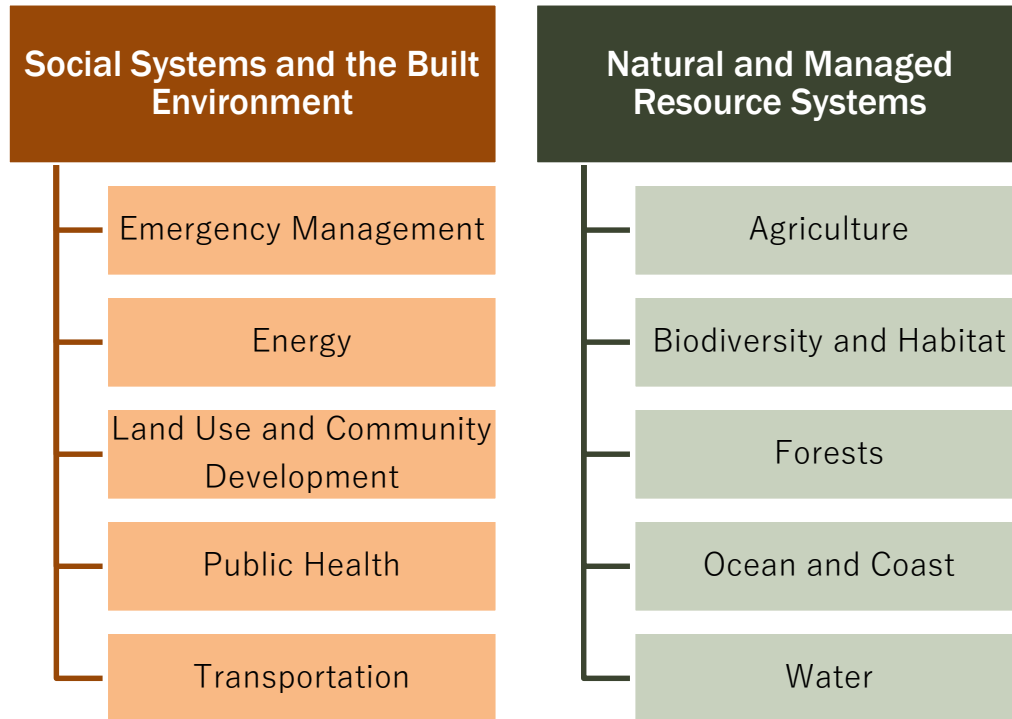 Social Systems and the Built
Environment
Emergency Management
Energy
Land Use and Community
Development
Public Health
Transportation
Natural and Managed
Resource Systems
Agriculture
Biodiversity and Habitat
Forests
Ocean and Coast
Water